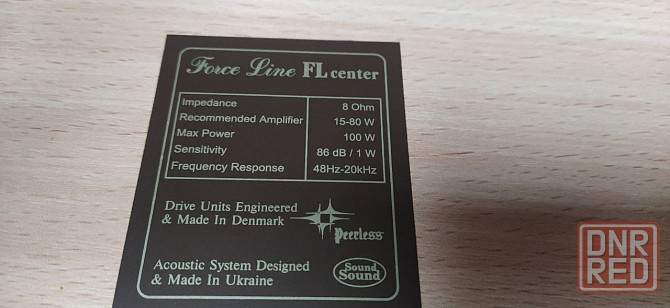 Force Line FL center
Impedance 8 Ohm
Recommended Amplifier 15-80 W
Max Power 100 W
Sensitivity 86 dB / 1 W
Frequency Response 48Hz-20kHz
Drive Units Engineered
& Made In Denmark
Peerless
Acoustic System Designed
& Made In Ukraine
Sound
Sound
DNR
RED